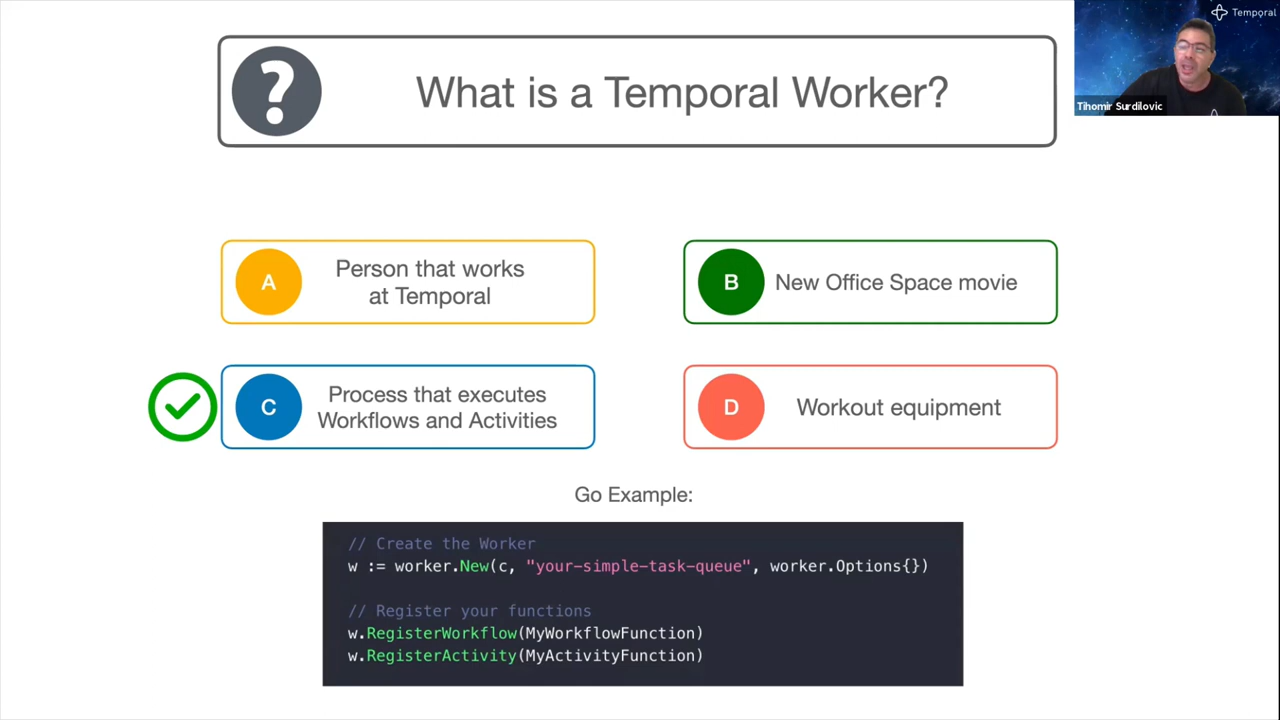 ?
What is a Temporal Worker?
Temporal
Tihomir Surdilovic
A
Person that works
at Temporal
B
New Office Space movie
C
Process that executes
Workflows and Activities
D
Workout equipment
Go Example:
// Create the Worker
w := worker.New(c, "your-simple-task-queue", worker.Options{})
// Register your functions
w.RegisterWorkflow(MyWorkflowFunction)
w.RegisterActivity(MyActivityFunction)